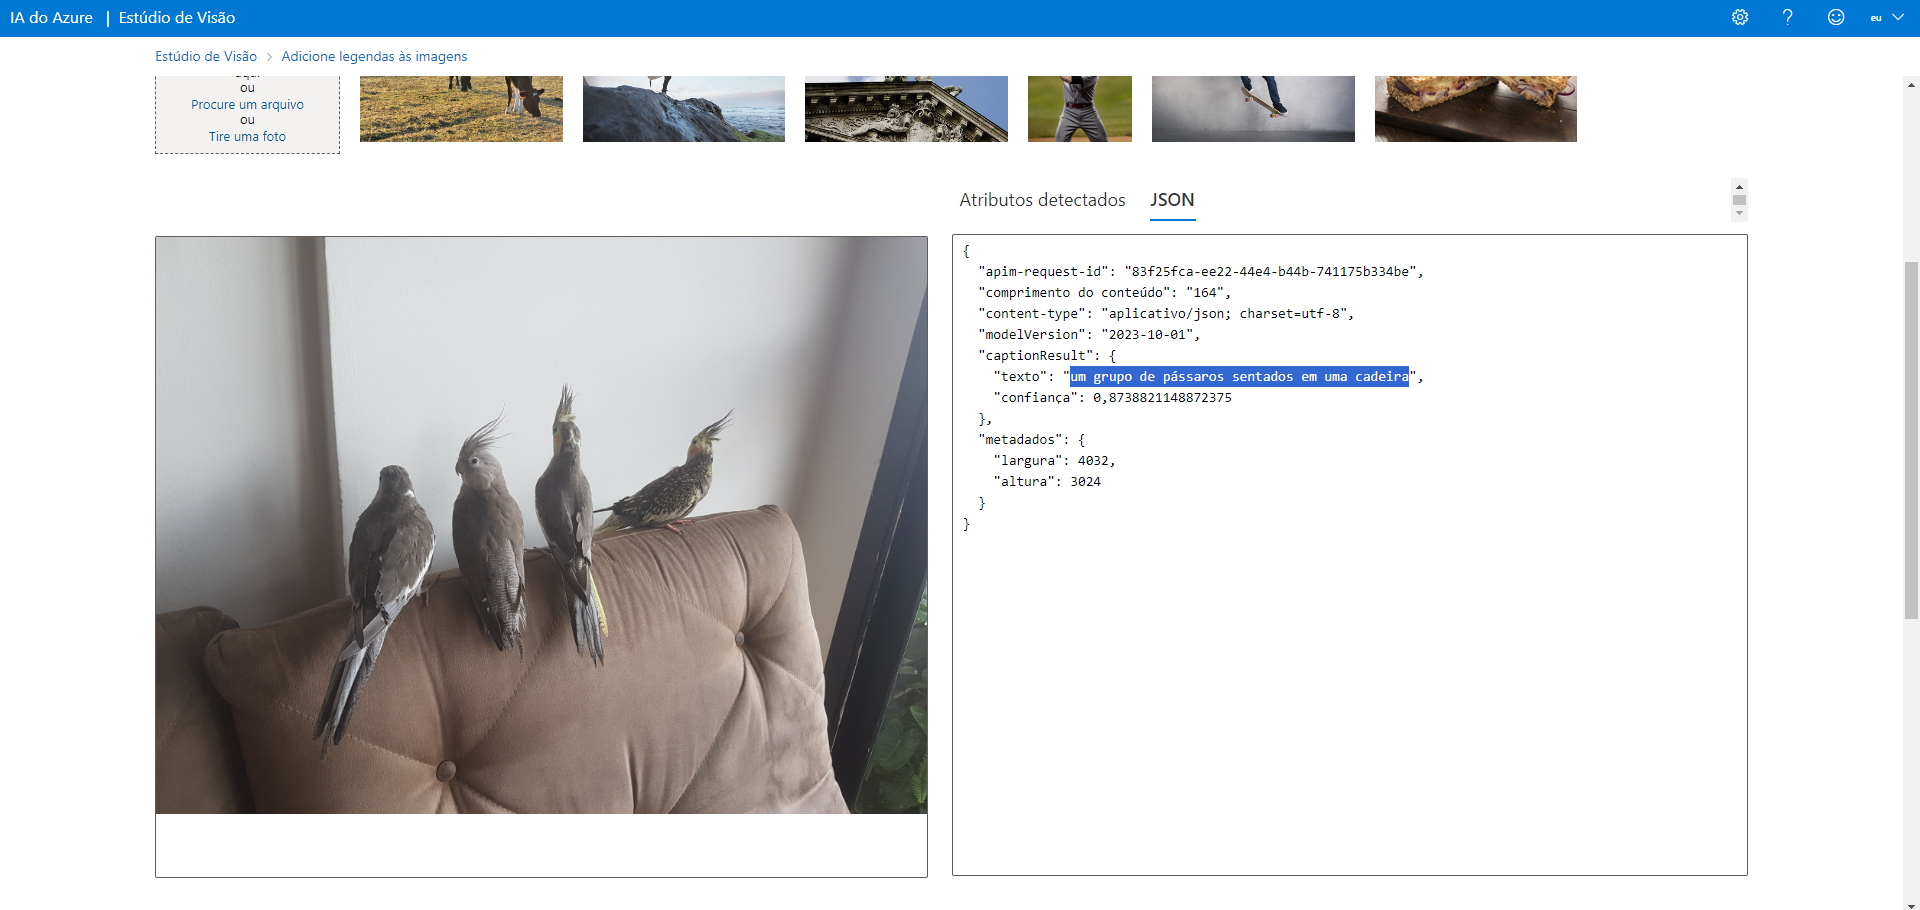 IA do Azure | Estúdio de Visão
eu
Estúdio de Visão > Adicione legendas às imagens
ou
Procure um arquivo
ou
Tire uma foto
Atributos detectados JSON
{
"apim-request-id": "83f25fca-ee22-44e4-b44b-741175b334be",
"comprimento do conteúdo": "164",
"content-type": "aplicativo/json; charset=utf-8",
"modelVersion": "2023-10-01",
"captionResult": {
"texto": "um grupo de pássaros sentados em uma cadeira",
"confiança": 0,8738821148872375
},
"metadados": {
"largura": 4032,
"altura": 3024
}
}